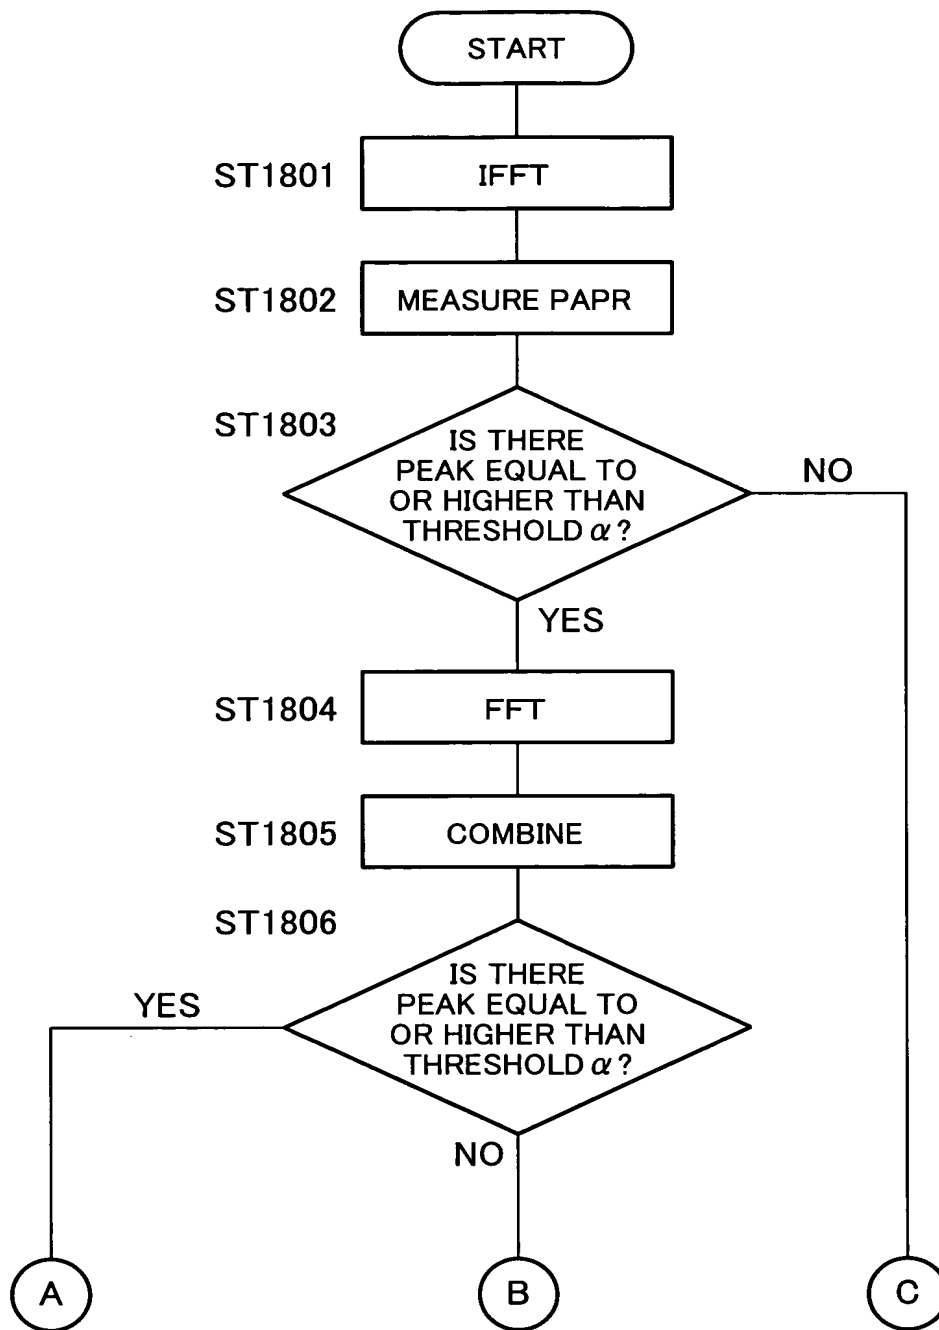 START
ST1801
IFFT
ST1802
MEASURE PAPR
ST1803
IS THERE
PEAK EQUAL TO
OR HIGHER THAN
THRESHOLD α?
NO
YES
ST1804
FFT
ST1805
COMBINE
ST1806
IS THERE
PEAK EQUAL TO
OR HIGHER THAN
THRESHOLD α?
YES
NO
A
B
C